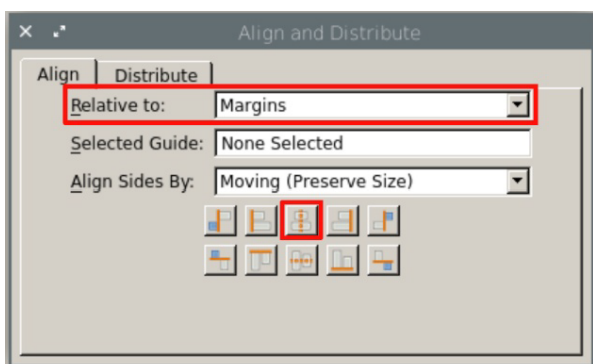 Align and Distribute
Align Distribute
Relative to: Margins
Selected Guide: None Selected
Align Sides By: Moving (Preserve Size)